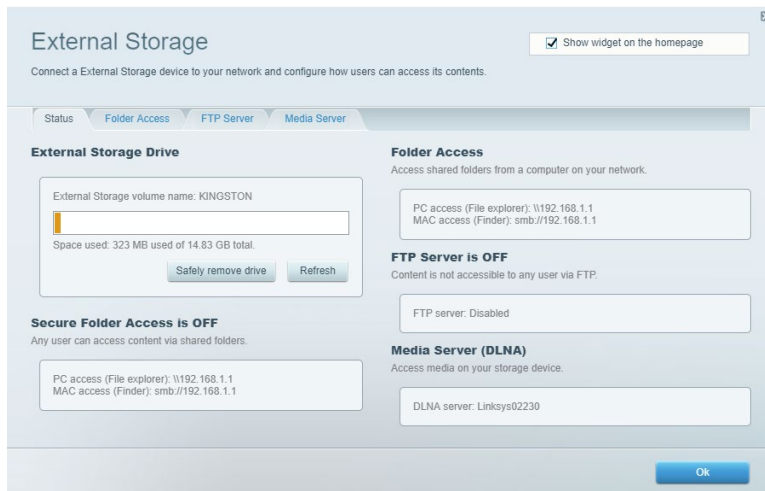 External Storage
Show widget on the homepage
Connect a External Storage device to your network and configure how users can access its contents.
Status
Folder Access
FTP Server
Media Server
External Storage Drive
External Storage volume name: KINGSTON
Space used: 323 MB used of 14.83 GB total.
Safely remove drive
Refresh
Secure Folder Access is OFF
Any user can access content via shared folders.
PC access (File explorer): \\192.168.1.1
MAC access (Finder): smb://192.168.1.1
Folder Access
Access shared folders from a computer on your network.
PC access (File explorer): \\192.168.1.1
MAC access (Finder): smb://192.168.1.1
FTP Server is OFF
Content is not accessible to any user via FTP.
FTP server: Disabled
Media Server (DLNA)
Access media on your storage device.
DLNA server: Linksys02230
Ok